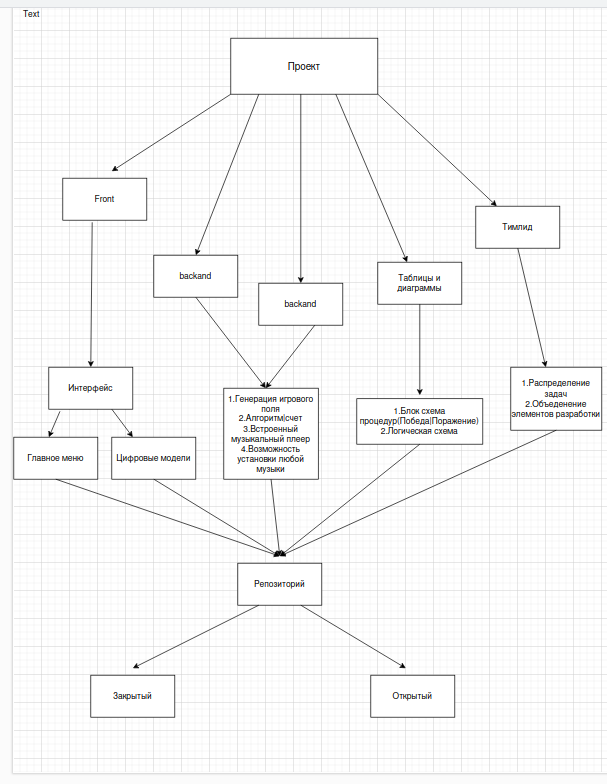 Text
Проект
Front
Тимлид
backand
Таблицы и
диаграммы
backand
Интерфейс
1.Генерация игрового
поля
2.Алгоритм|счет
3.Встроенный
музыкальный плеер
4.Возможность
установки любой
музыки
1.Блок схема
процедур(Победа|Поражение)
2.Логическая схема
1.Распределение
задач
2.Объеденение
элементов разработки
Главное меню
Цифровые модели
Репозиторий
Закрытый
Открытый